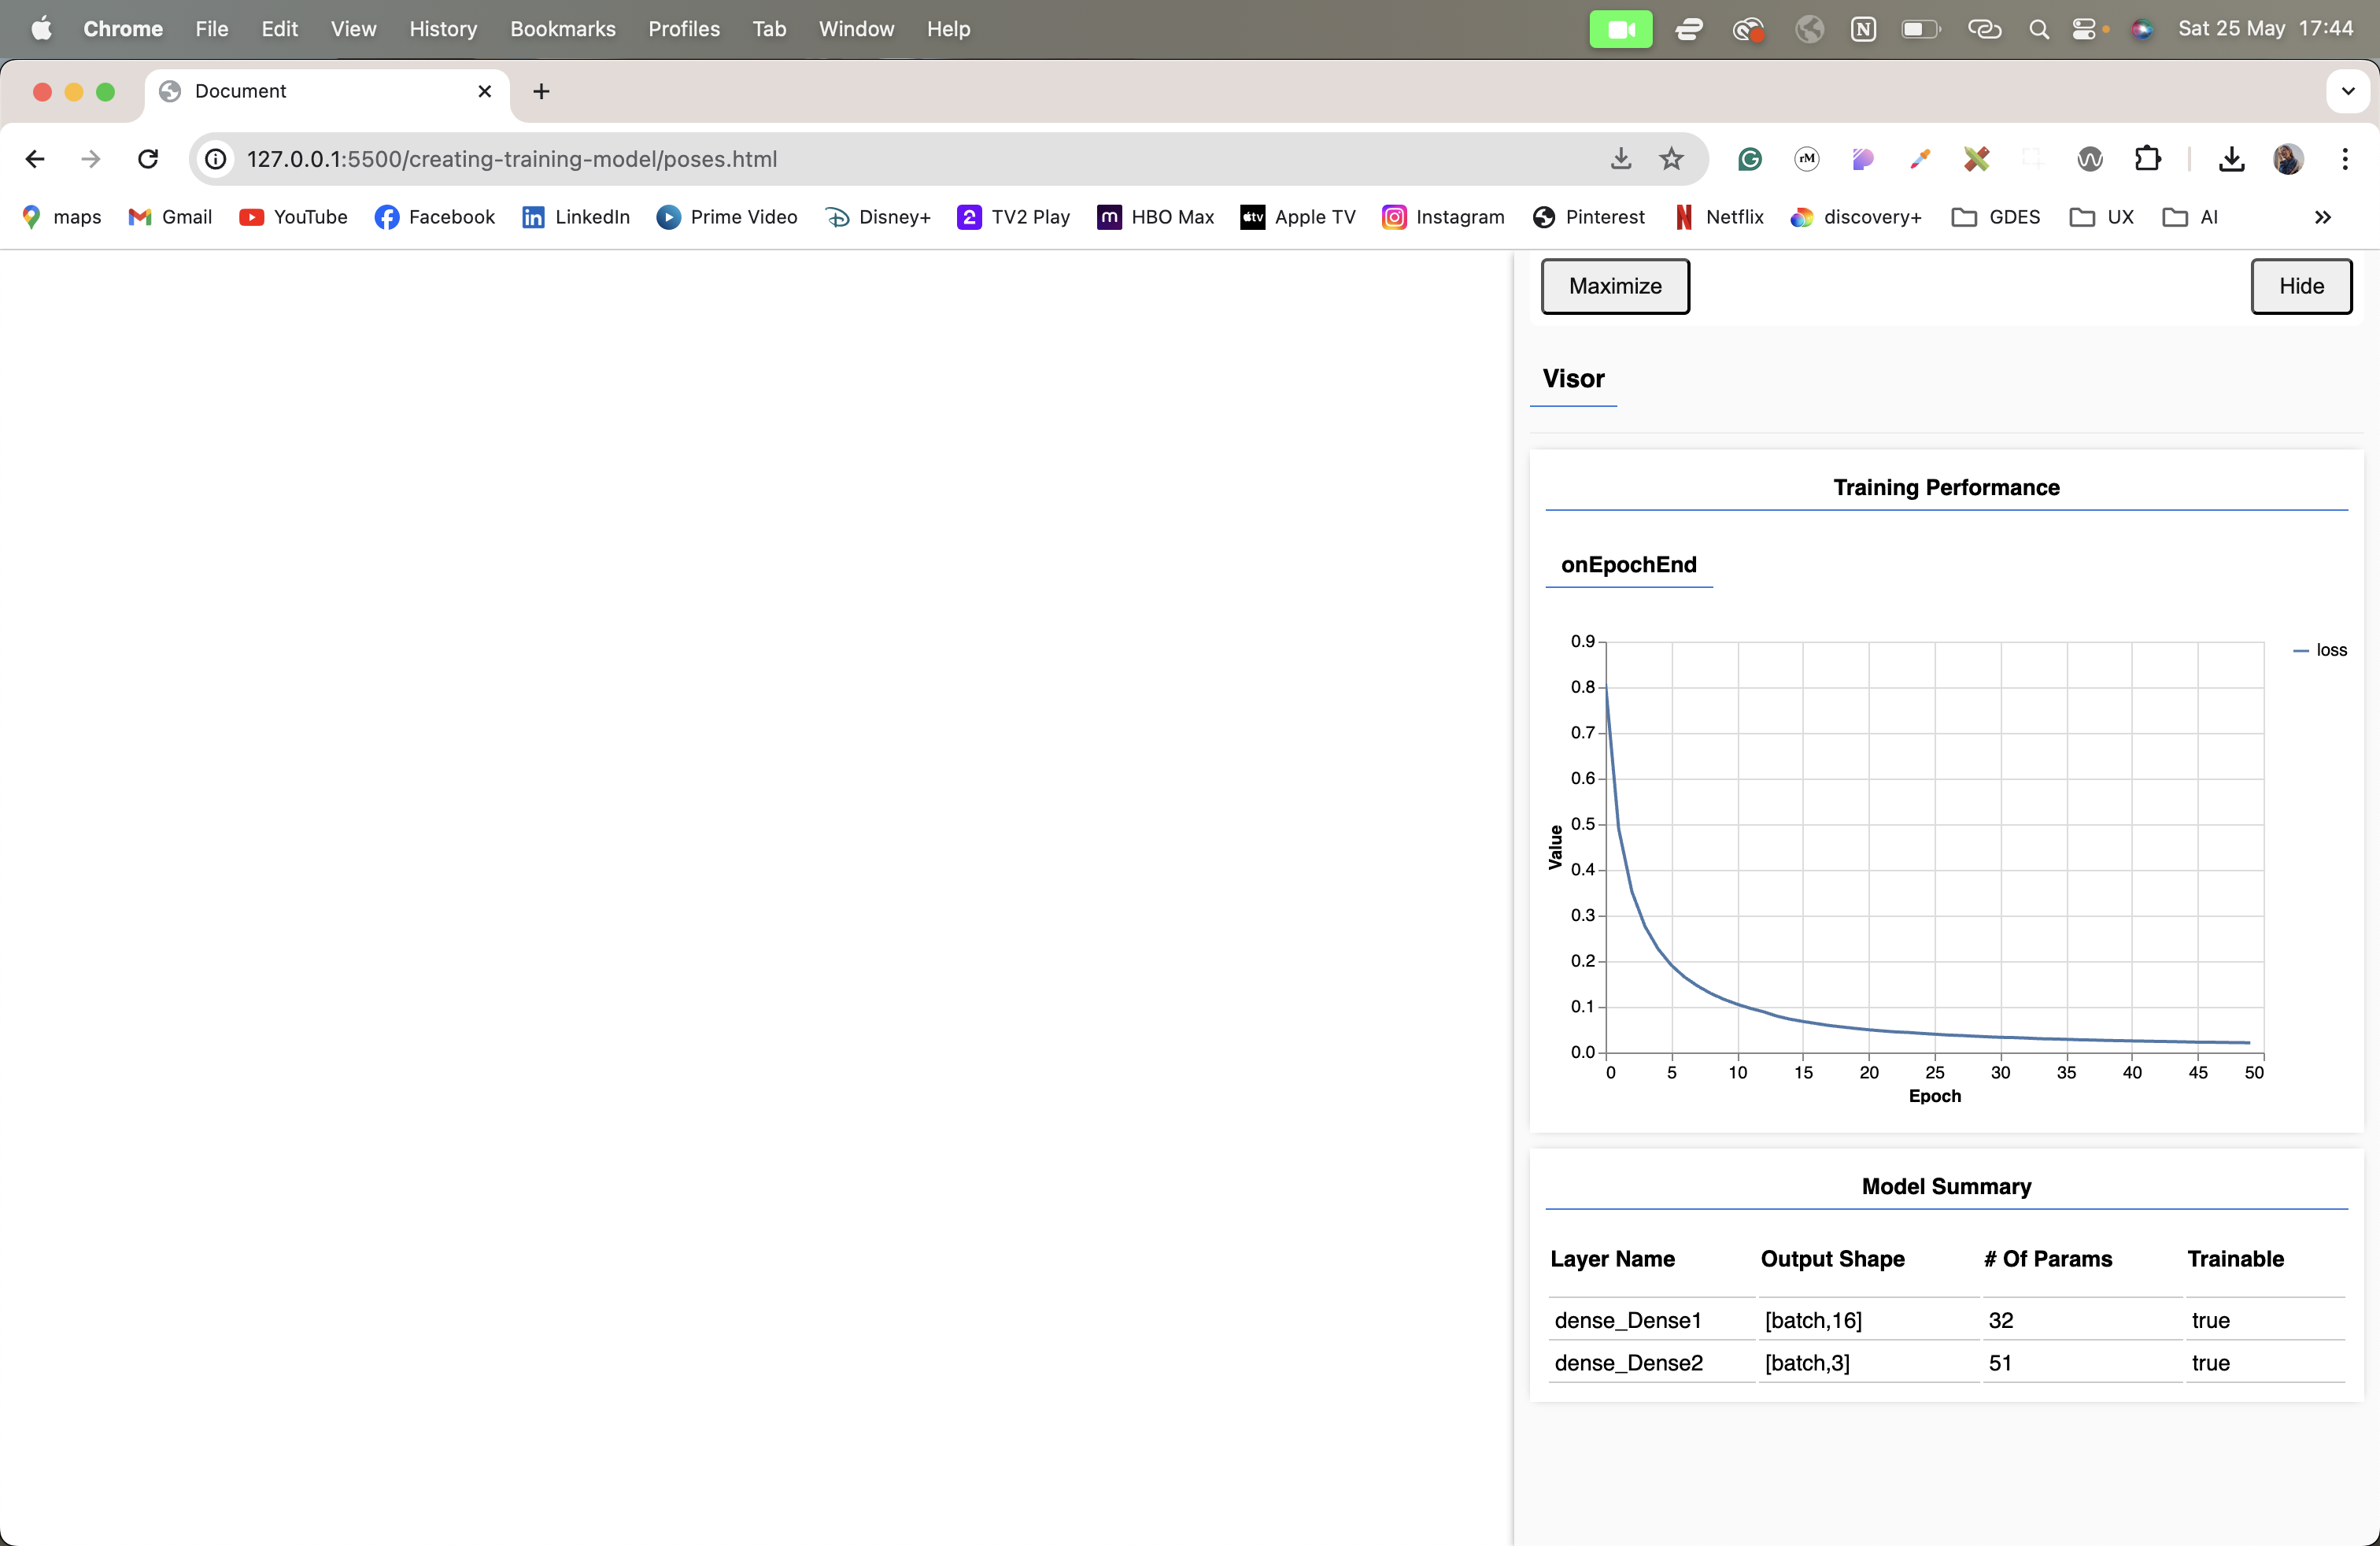 Chrome File Edit View History Bookmarks Profiles Tab Window Help Sat 25 May 17:44
Document
127.0.0.1:5500/creating-training-model/poses.html
maps Gmail YouTube Facebook LinkedIn Prime Video Disney+ TV2 Play HBO Max Apple TV Instagram Pinterest Netflix discovery+ GDES UX AI
Maximize Hide
Visor
Training Performance
onEpochEnd
loss
0.9
0.8
0.7
0.6
0.5
0.4
0.3
0.2
0.1
0.0
Value
0 5 10 15 20 25 30 35 40 45 50
Epoch
Model Summary
Layer Name Output Shape # Of Params Trainable
dense_Dense1 [batch,16] 32 true
dense_Dense2 [batch,3] 51 true